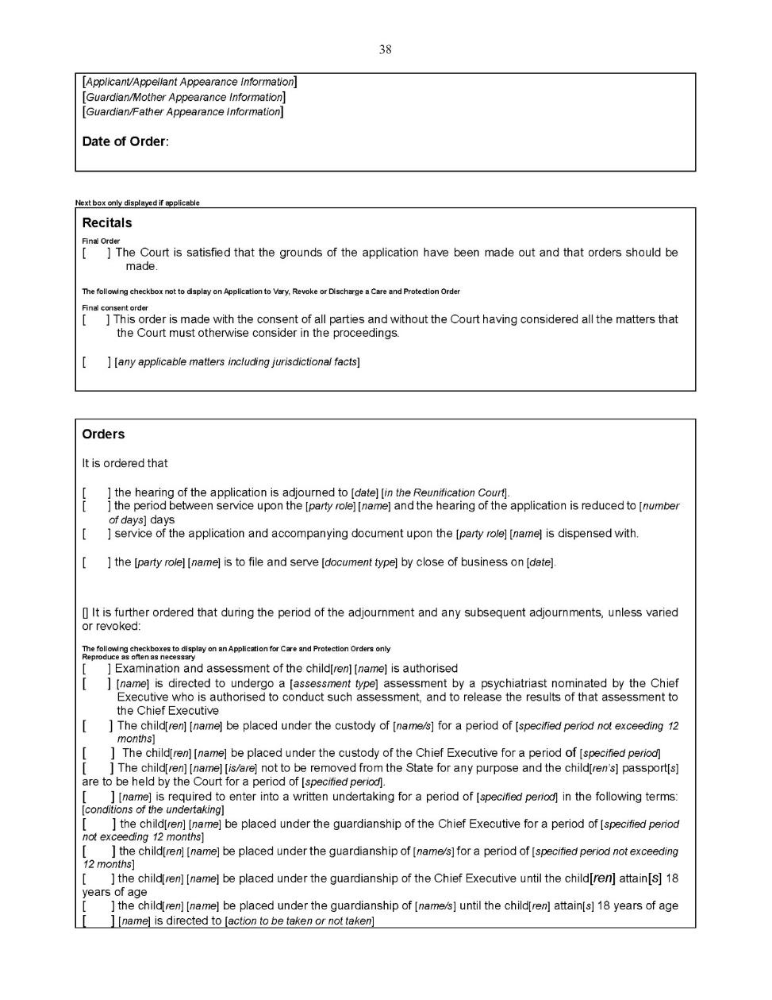 38
[Applicant/Appellant Appearance Information]
[Guardian/Mother Appearance Information]
[Guardian/Father Appearance Information]
Date of Order:
Next box only displayed if applicable
Recitals
Final Order
[ ] The Court is satisfied that the grounds of the application have been made out and that orders should be
made.
The following checkbox not to display on Application to Vary, Revoke or Discharge a Care and Protection Order
Final consent order
[ ] This order is made with the consent of all parties and without the Court having considered all the matters that
the Court must otherwise consider in the proceedings.
[ ] [any applicable matters including jurisdictional facts]
Orders
It is ordered that
[ ] the hearing of the application is adjourned to [date] [in the Reunification Court].
[ ] the period between service upon the [party role] [name] and the hearing of the application is reduced to [number
of days] days
[ ] service of the application and accompanying document upon the [party role] [name] is dispensed with.
[ ] the [party role] [name] is to file and serve [document type] by close of business on [date].
[] It is further ordered that during the period of the adjournment and any subsequent adjournments, unless varied
or revoked:
The following checkboxes to display on an Application for Care and Protection Orders only
Reproduce as often as necessary
[ ] Examination and assessment of the child[ren] [name] is authorised
[ ] [name] is directed to undergo a [assessment type] assessment by a psychiatriast nominated by the Chief
Executive who is authorised to conduct such assessment, and to release the results of that assessment to
the Chief Executive
[ ] The child[ren] [name] be placed under the custody of [name/s] for a period of [specified period not exceeding 12
months]
[ ] The child[ren] [name] be placed under the custody of the Chief Executive for a period of [specified period]
[ ] The child[ren] [name] [is/are] not to be removed from the State for any purpose and the child[ren's] passport[s]
are to be held by the Court for a period of [specified period].
[ ] [name] is required to enter into a written undertaking for a period of [specified period] in the following terms:
[conditions of the undertaking]
[ ] the child[ren] [name] be placed under the guardianship of the Chief Executive for a period of [specified period
not exceeding 12 months]
[ ] the child[ren] [name] be placed under the guardianship of [name/s] for a period of [specified period not exceeding
12 months]
[ ] the child[ren] [name] be placed under the guardianship of the Chief Executive until the child[ren] attain[s] 18
years of age
[ ] the child[ren] [name] be placed under the guardianship of [name/s] until the child[ren] attain[s] 18 years of age
[ ] [name] is directed to [action to be taken or not taken]